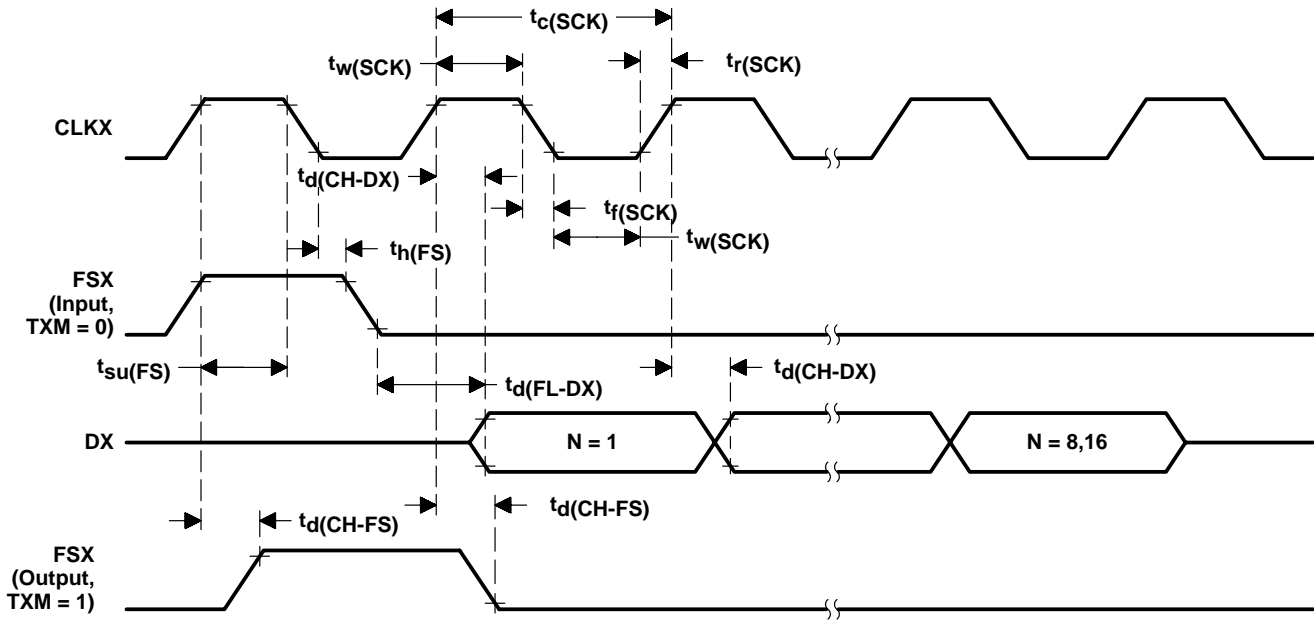 tc(SCK)
tw(SCK)
tr(SCK)
CLKX
td(CH-DX)
tf(SCK)
tw(SCK)
th(FS)
FSX
(Input,
TXM = 0)
tsu(FS)
td(CH-DX)
td(FL-DX)
DX
N = 1
N = 8,16
td(CH-FS)
td(CH-FS)
FSX
(Output,
TXM = 1)